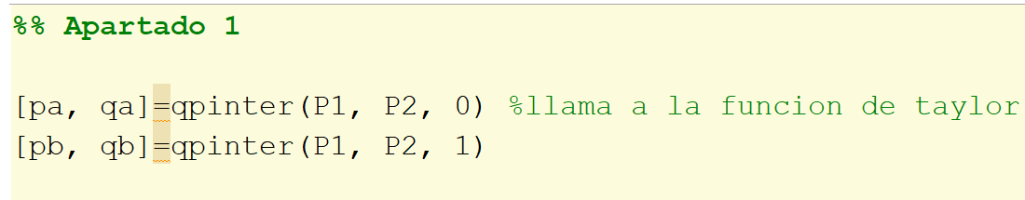 %% Apartado 1
[pa, qa]=qpinter(P1, P2, 0) %llama a la funcion de taylor
[pb, qb]=qpinter(P1, P2, 1)